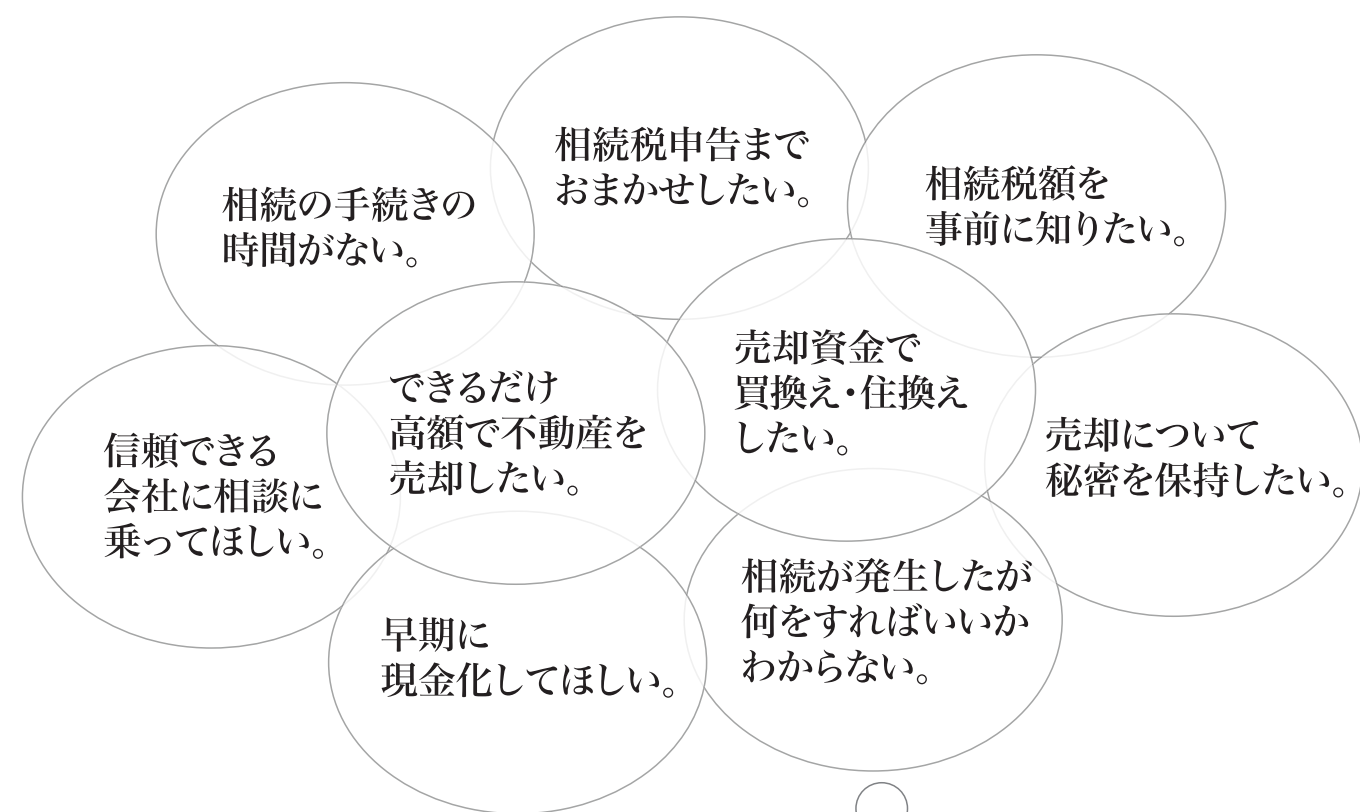 相続の手続きの
時間がない。
相続税申告まで
おまかせしたい。
相続税額を
事前に知りたい。
信頼できる
会社に相談に
乗ってほしい。
できるだけ
高額で不動産を
売却したい。
売却資金で
買換え・住換え
したい。
売却について
秘密を保持したい。
早期に
現金化してほしい。
相続が発生したが
何をすればいいか
わからない。